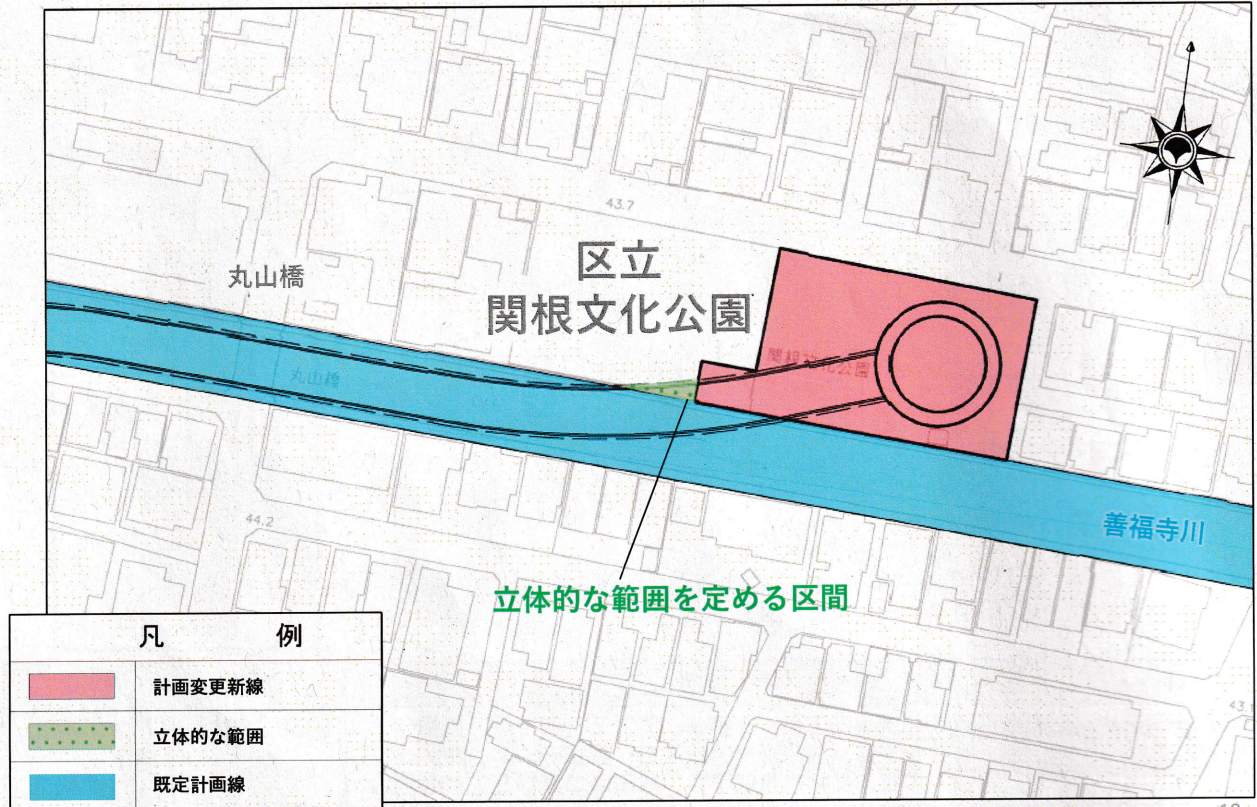 43.7
区立
関根文化公園
丸山橋
関根文化公園
丸山橋
善福寺川
44.2
立体的な範囲を定める区間
凡 例
計画変更新線
立体的な範囲
既定計画線